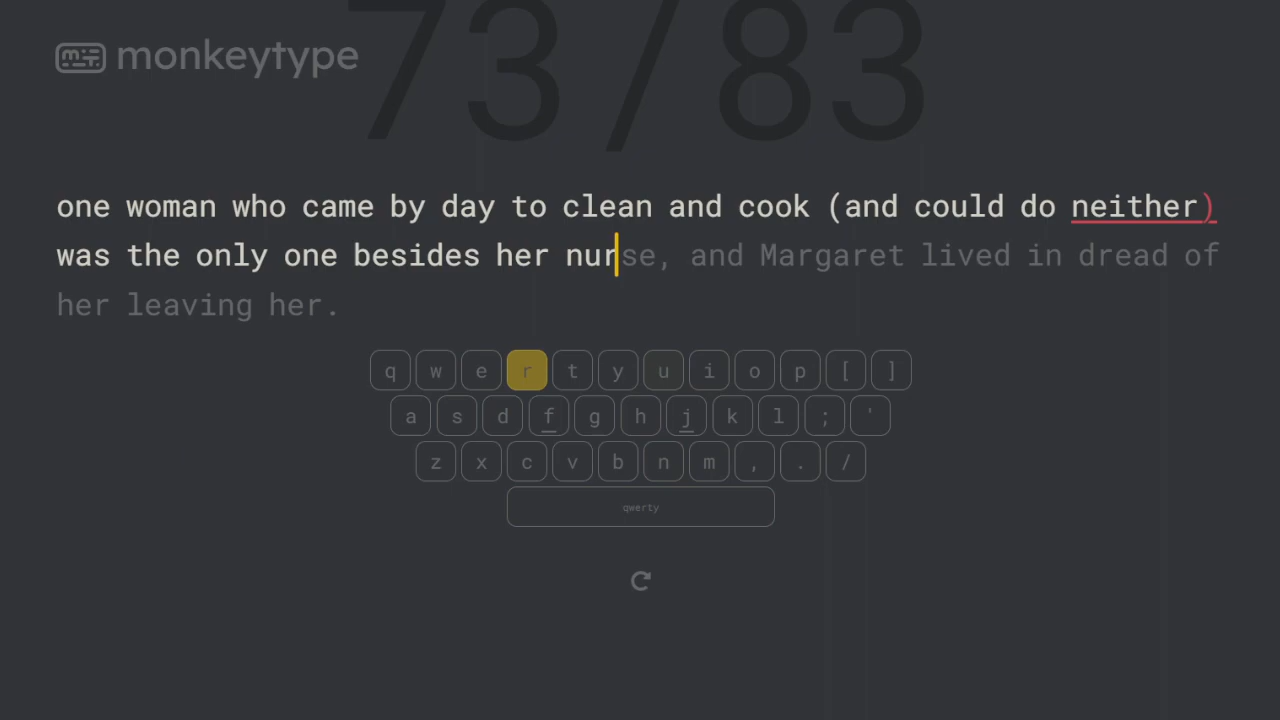 73/83
monkeytype
one woman who came by day to clean and cook (and could do neither)
was the only one besides her nurse, and Margaret lived in dread of
her leaving her.
q w e r t y u i o p [ ]
a s d f g h j k l ; '
z x c v b n m , . /
qwerty